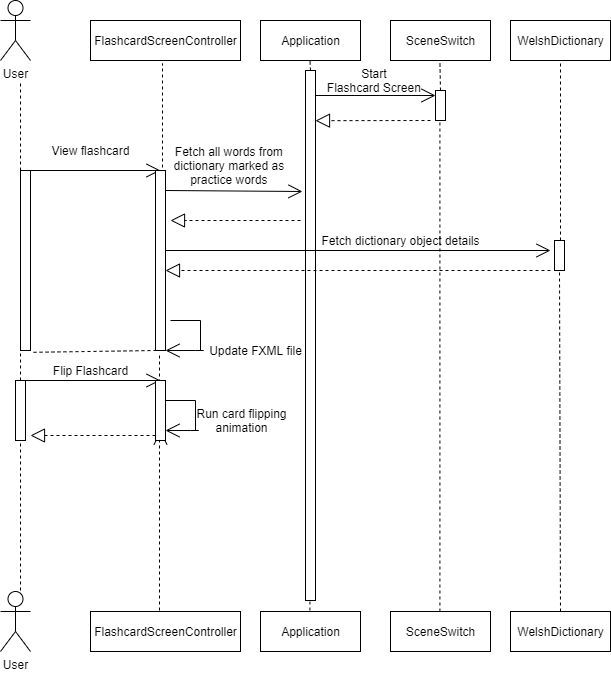 User
FlashcardScreenController
Application
SceneSwitch
WelshDictionary
Start
Flashcard Screen
View flashcard
Fetch all words from
dictionary marked as
practice words
Fetch dictionary object details
Update FXML file
Flip Flashcard
Run card flipping
animation
User
FlashcardScreenController
Application
SceneSwitch
WelshDictionary